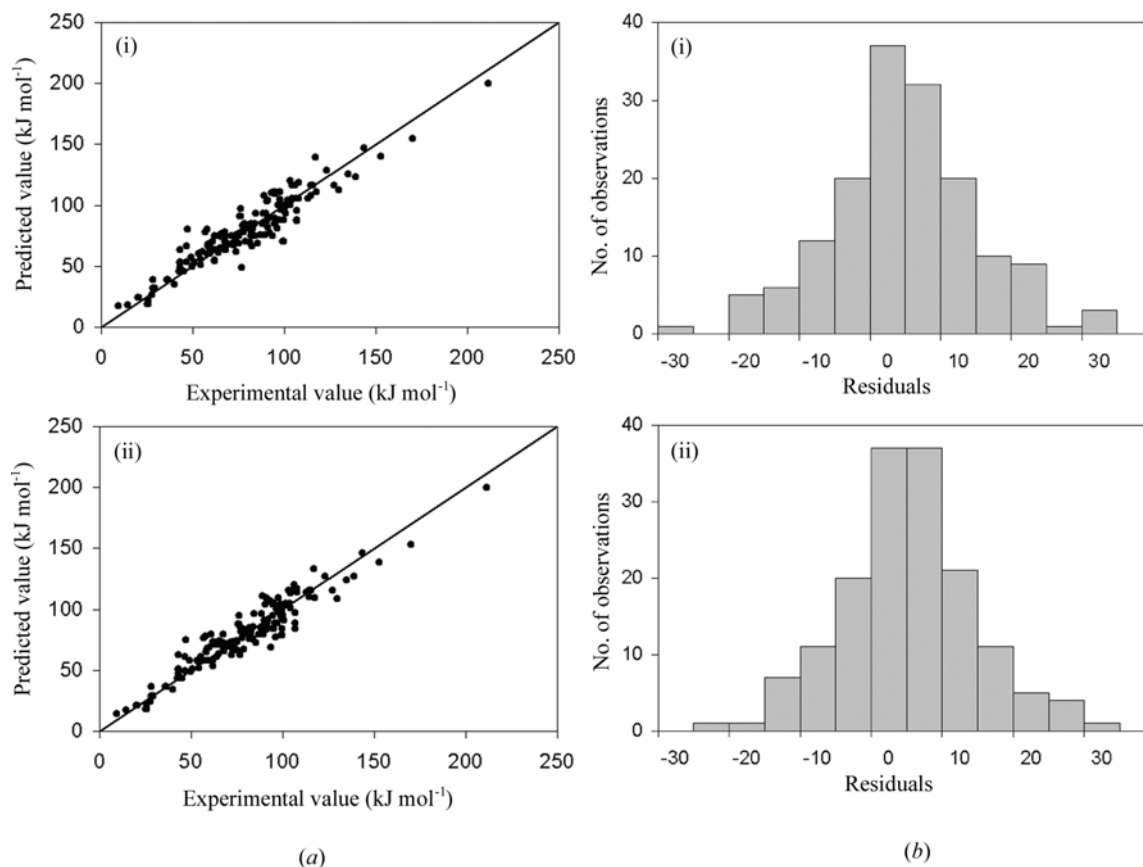 (i)
250
200
150
100
50
0
Predicted value (kJ mol⁻¹)
0 50 100 150 200 250
Experimental value (kJ mol⁻¹)
(i)
40
30
20
10
0
No. of observations
-30 -20 -10 0 10 20 30
Residuals
(ii)
250
200
150
100
50
0
Predicted value (kJ mol⁻¹)
0 50 100 150 200 250
Experimental value (kJ mol⁻¹)
(ii)
40
30
20
10
0
No. of observations
-30 -20 -10 0 10 20 30
Residuals
(a)
(b)